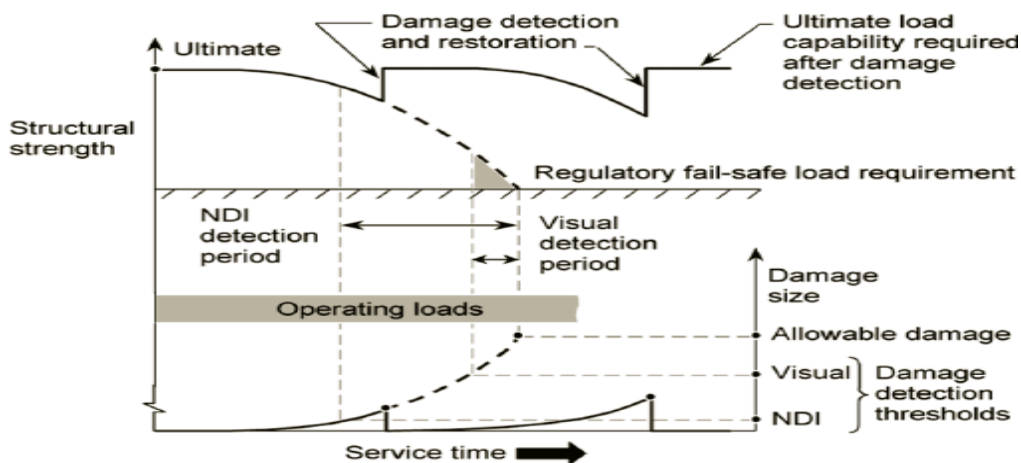 Damage detection
and restoration
Ultimate load
capability required
after damage
detection
Ultimate
Structural
strength
Regulatory fail-safe load requirement
NDI
detection
period
Visual
detection
period
Damage
size
Operating loads
Allowable damage
Visual
Damage
detection
thresholds
NDI
Service time